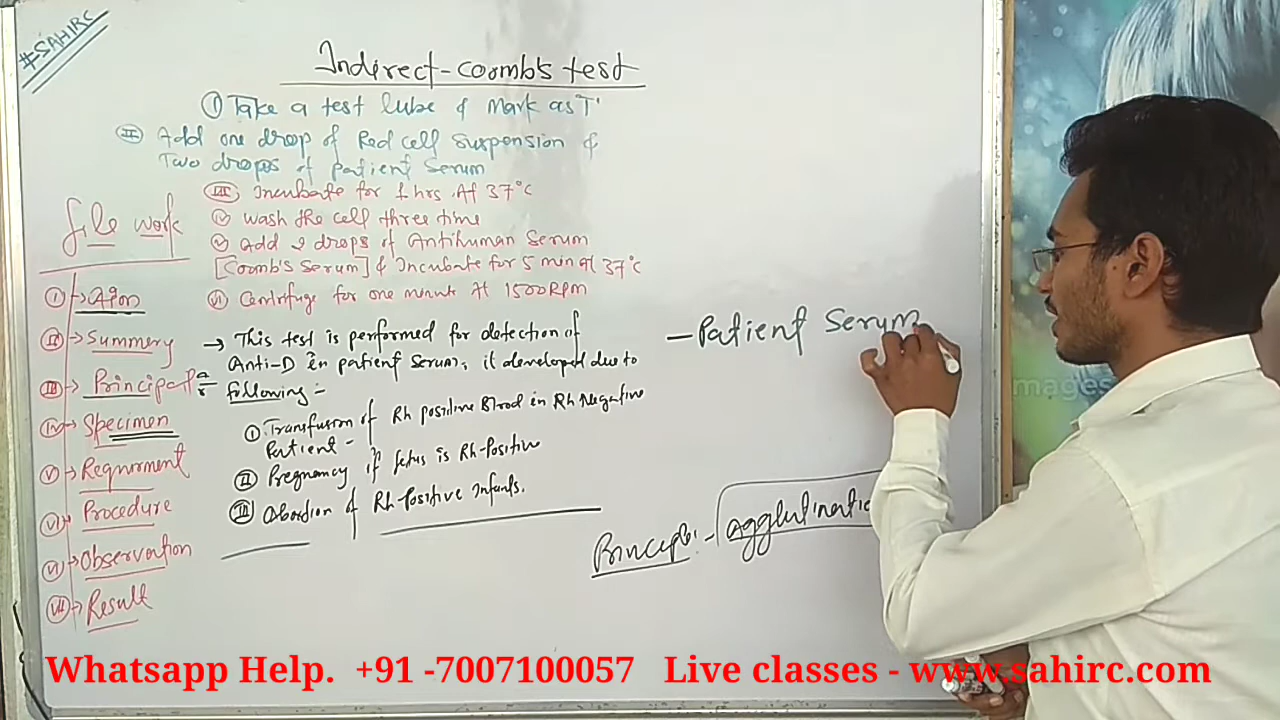 #SAHIRC
Indirect-Coomb's test
① Take a test tube & Mark as T'
② Add one drop of Red cell suspension &
Two drops of patient Serum
③ Incubate for 1 hrs. At 37°C
④ wash the cell three time
⑤ Add 2 drops of Antihuman Serum
[Coomb's Serum] & Incubate for 5 min at 37°C
⑥ Centrifuge for one minute At 1500RPM
→ This test is performed for detection of
Anti-D in patient Serum, it developed due to
following :-
① Transfusion of Rh positive Blood in Rh Negative
Patient -
② Pregnancy if fetus is Rh-Positive
③ Abortion of Rh-Positive Infants.
file work
① → Aim
② → Summery
③ → Principal
④ → Specimen
⑤ → Requrment
⑥ → Procedure
→ Observation
→ Result
- Patient Serum
Principle:- Agglutinatio
mages
Whatsapp Help. +91 -7007100057 Live classes - www.sahirc.com